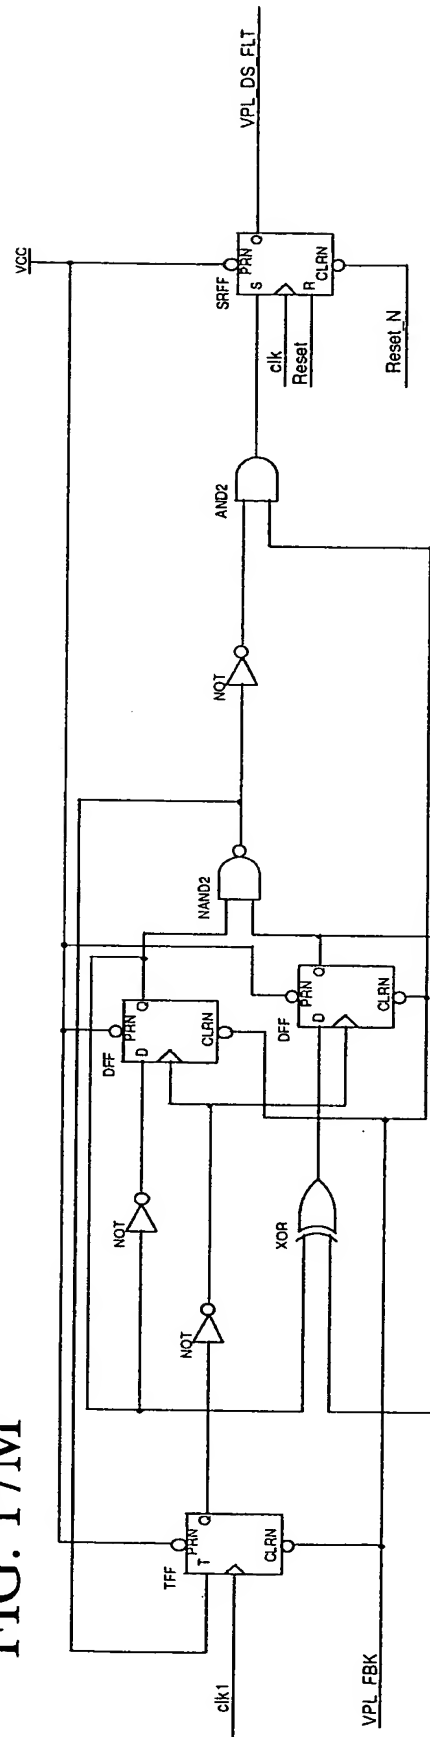 FIG. 17M
VCC
clk1
VPL_FBK
TFF
PRN
T
Q
CLRN
NOT
NOT
XOR
DFF
PRN
D
Q
CLRN
DFF
PRN
D
Q
CLRN
NAND2
NOT
AND2
SRFF
PRN
S
Q
clk
Reset
R
CLRN
Reset_N
VPL_DS_FLT